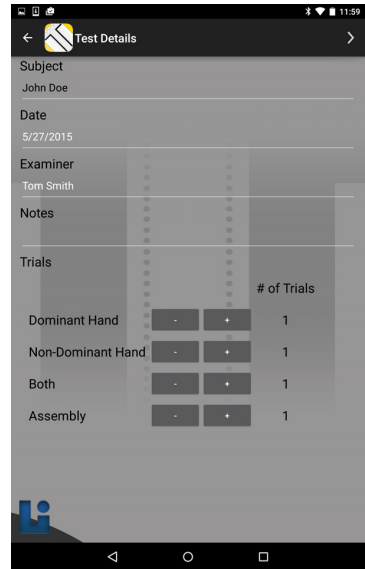 11:59
Test Details
Subject
John Doe
Date
5/27/2015
Examiner
Tom Smith
Notes
Trials
# of Trials
Dominant Hand - + 1
Non-Dominant Hand - + 1
Both - + 1
Assembly - + 1
Li